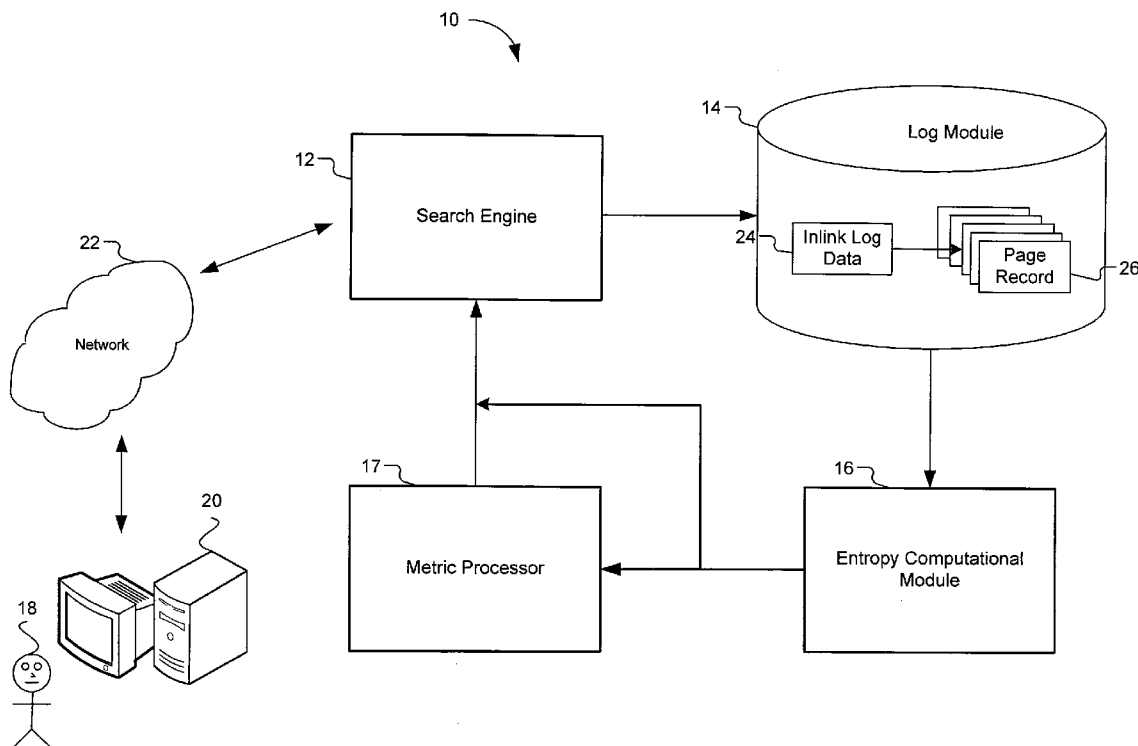 10
14
Log Module
12
Search Engine
24
Inlink Log
Data
Page
Record
26
22
Network
17
Metric Processor
16
Entropy Computational
Module
20
18